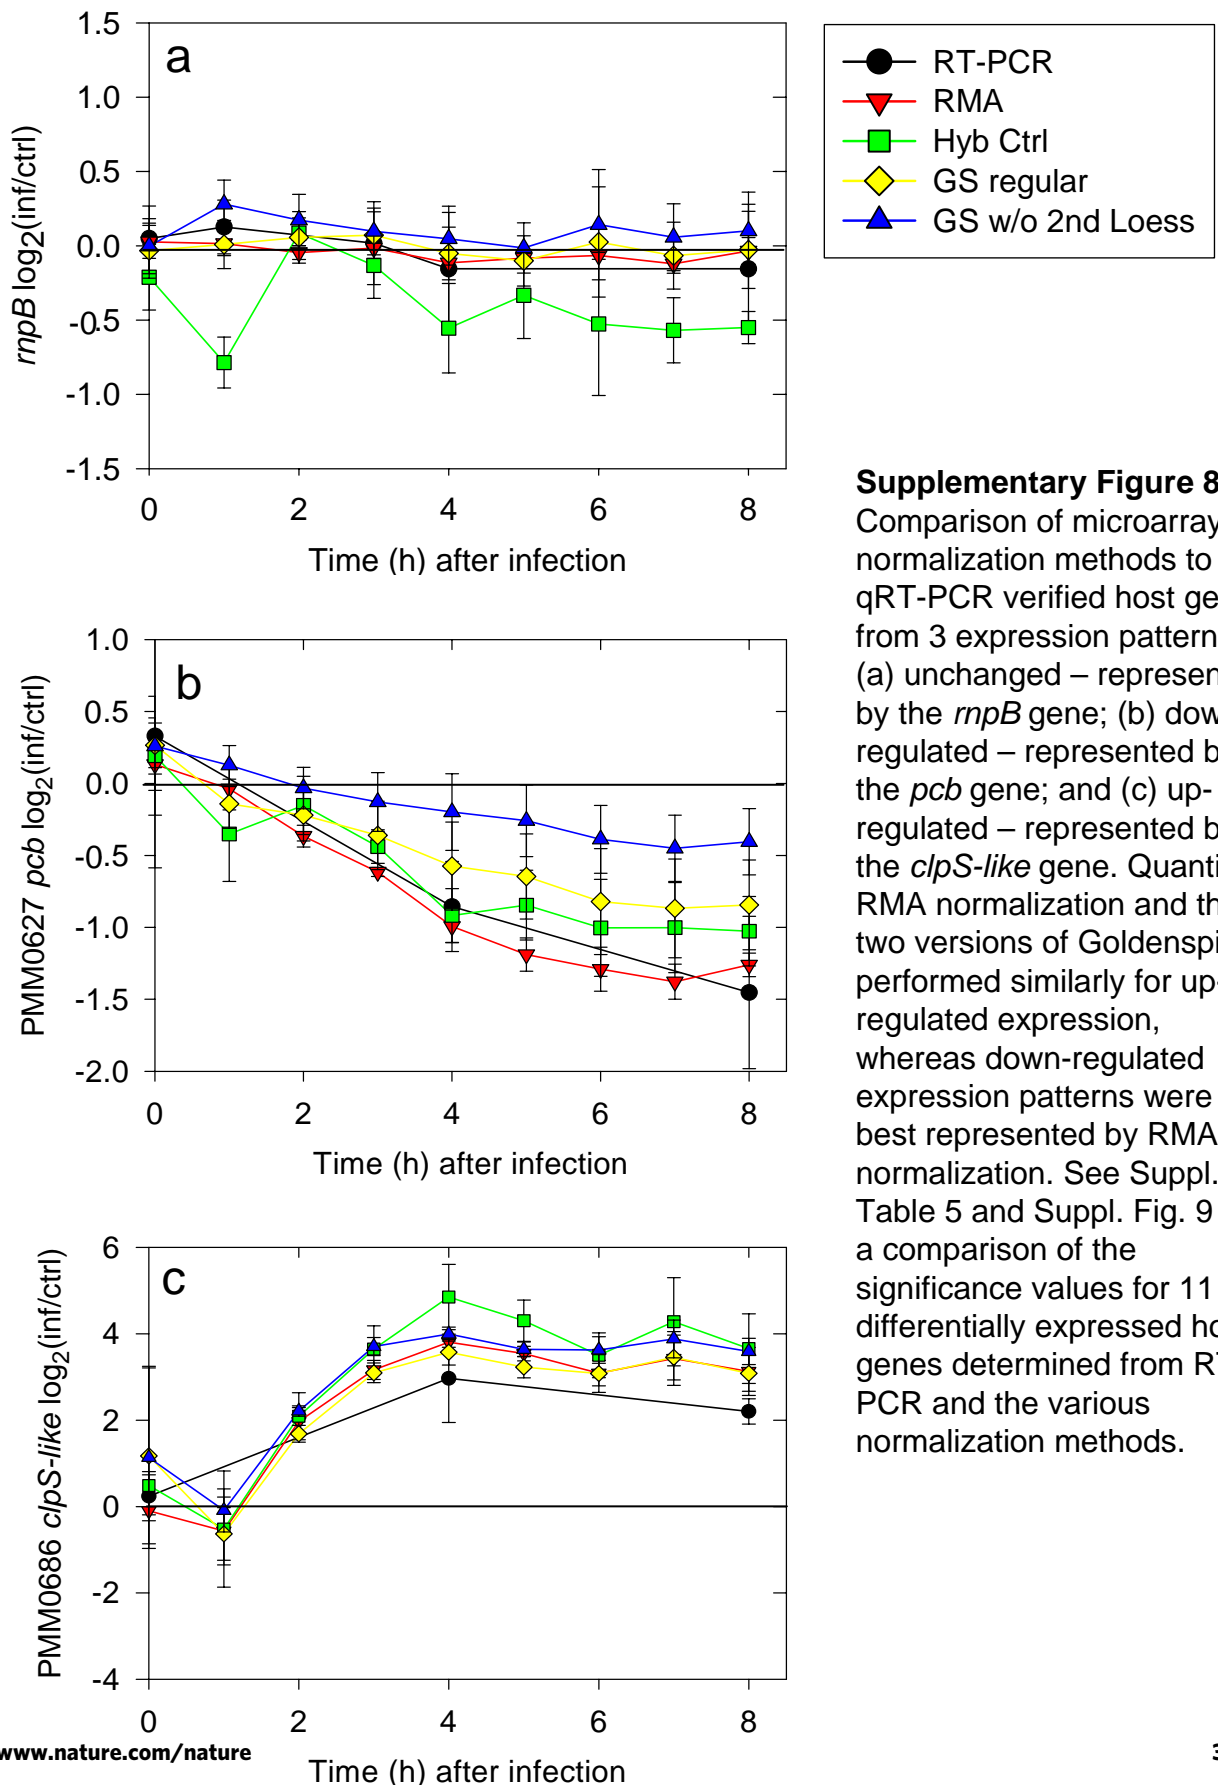 a
1.5
1.0
0.5
0.0
-0.5
-1.0
-1.5
rnpB log2(inf/ctrl)
0 2 4 6 8
Time (h) after infection
RT-PCR
RMA
Hyb Ctrl
GS regular
GS w/o 2nd Loess
b
1.0
0.5
0.0
-0.5
-1.0
-1.5
-2.0
PMM0627 pcb log2(inf/ctrl)
0 2 4 6 8
Time (h) after infection
c
6
4
2
0
-2
-4
PMM0686 clpS-like log2(inf/ctrl)
0 2 4 6 8
Time (h) after infection
Supplementary Figure 8
Comparison of microarray
normalization methods to
qRT-PCR verified host ge
from 3 expression pattern
(a) unchanged – represen
by the rnpB gene; (b) dow
regulated – represented b
the pcb gene; and (c) up-
regulated – represented b
the clpS-like gene. Quanti
RMA normalization and th
two versions of Goldenspi
performed similarly for up-
regulated expression,
whereas down-regulated
expression patterns were
best represented by RMA
normalization. See Suppl.
Table 5 and Suppl. Fig. 9
a comparison of the
significance values for 11
differentially expressed ho
genes determined from RT
PCR and the various
normalization methods.
www.nature.com/nature